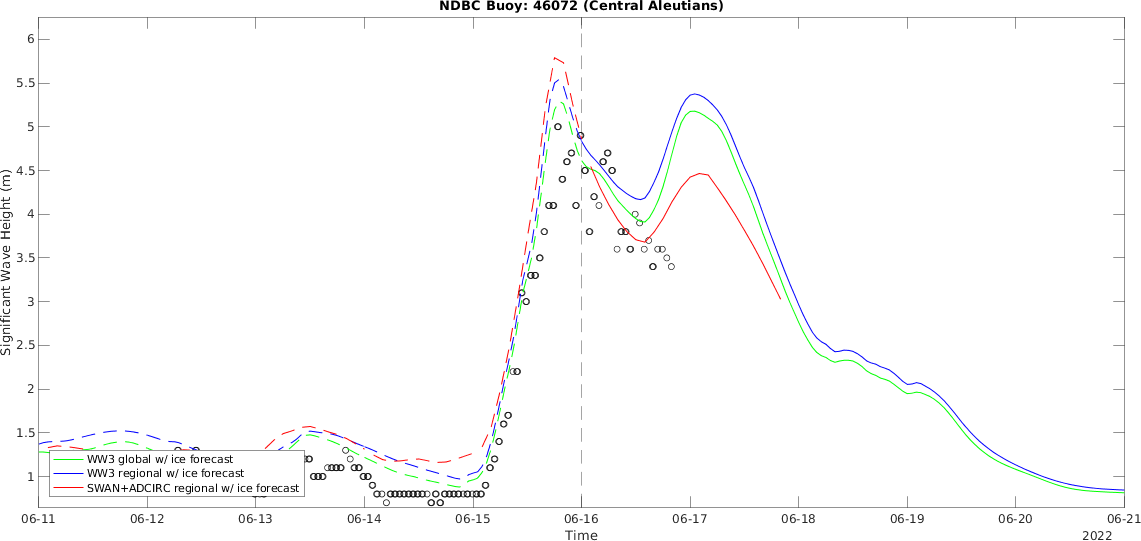 NDBC Buoy: 46072 (Central Aleutians)
Significant Wave Height (m)
6
5.5
5
4.5
4
3.5
3
2.5
2
1.5
1
WW3 global w/ ice forecast
WW3 regional w/ ice forecast
SWAN+ADCIRC regional w/ ice forecast
06-11 06-12 06-13 06-14 06-15 06-16 06-17 06-18 06-19 06-20 06-21
Time
2022